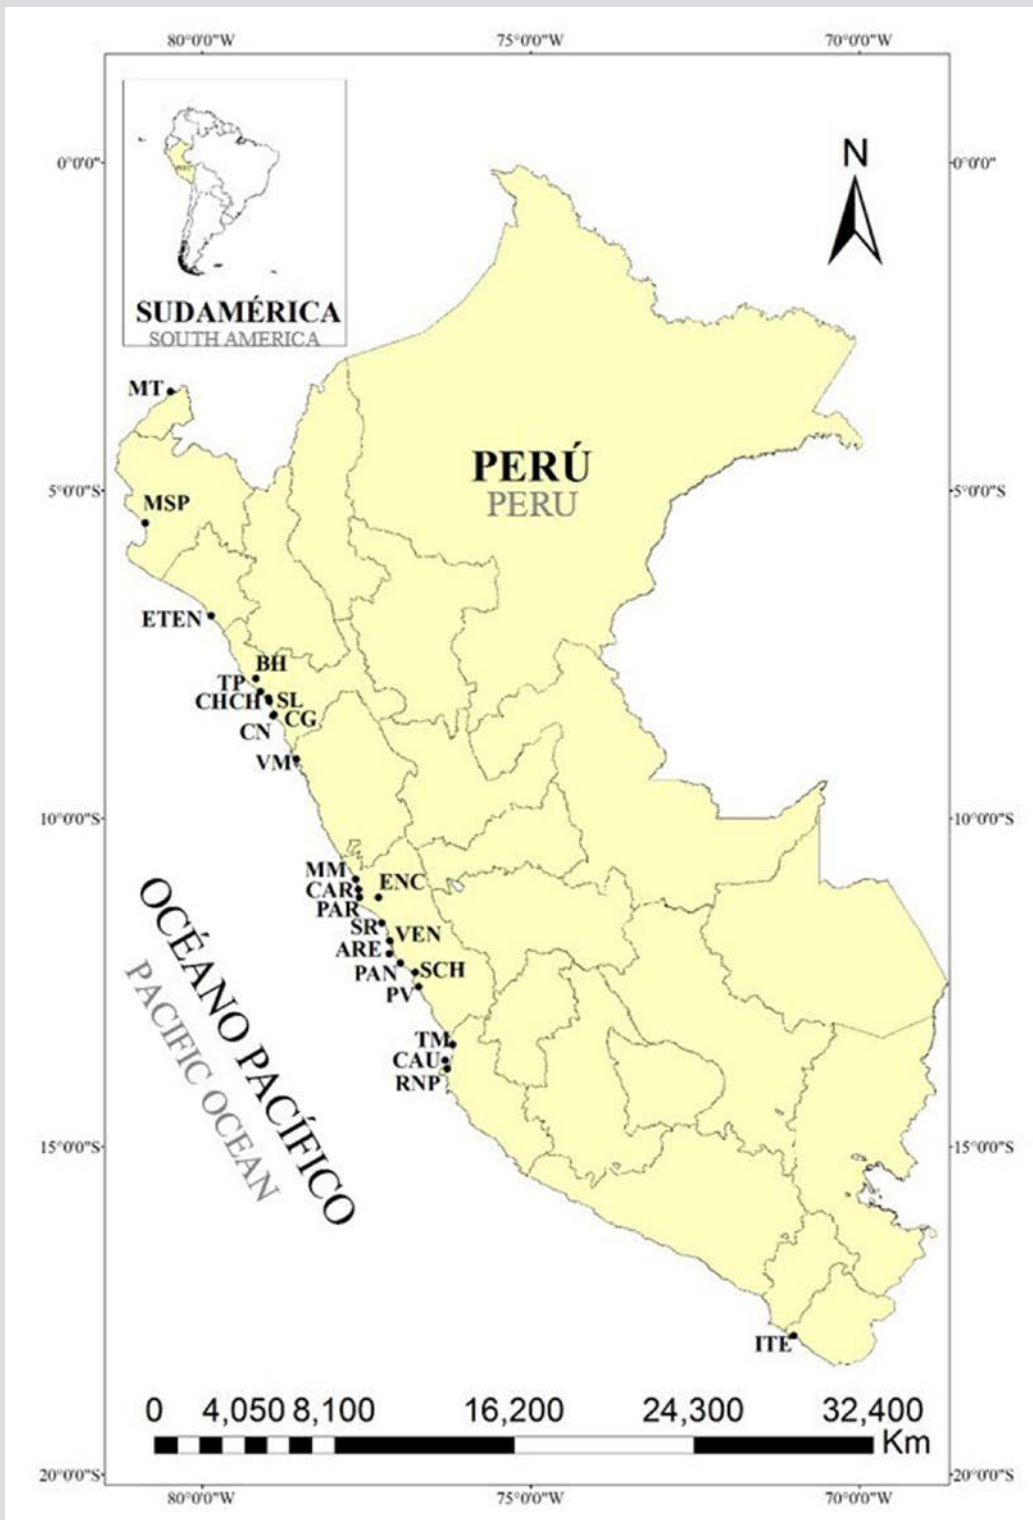 80°0'0"W 75°0'0"W 70°0'0"W
0°0'0" 0°0'0"
N
SUDAMÉRICA
SOUTH AMERICA
MT
PERÚ
PERU
5°0'0"S 5°0'0"S
MSP
ETEN
BH
TP
CHCH SL
CG
CN
VM
10°0'0"S 10°0'0"S
MM
CAR ENC
PAR
SR VEN
ARE
PAN SCH
PV
OCÉANO PACÍFICO
PACIFIC OCEAN
TM
CAU
RNP
15°0'0"S 15°0'0"S
ITE
0 4,050 8,100 16,200 24,300 32,400
Km
20°0'0"S 20°0'0"S
80°0'0"W 75°0'0"W 70°0'0"W